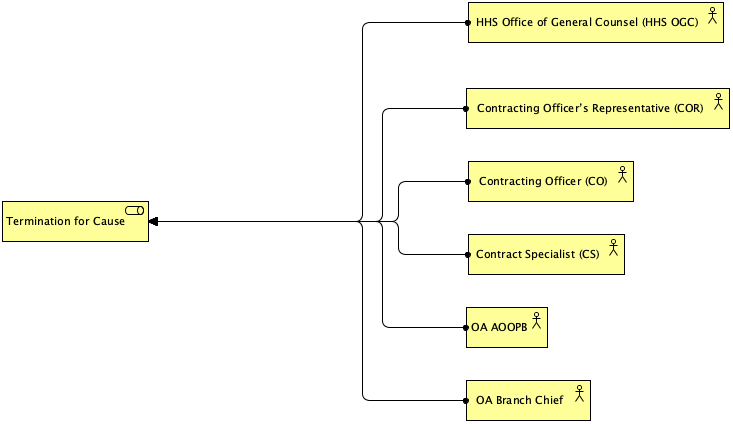 HHS Office of General Counsel (HHS OGC)
Contracting Officer's Representative (COR)
Contracting Officer (CO)
Termination for Cause
Contract Specialist (CS)
OA AOOPB
OA Branch Chief